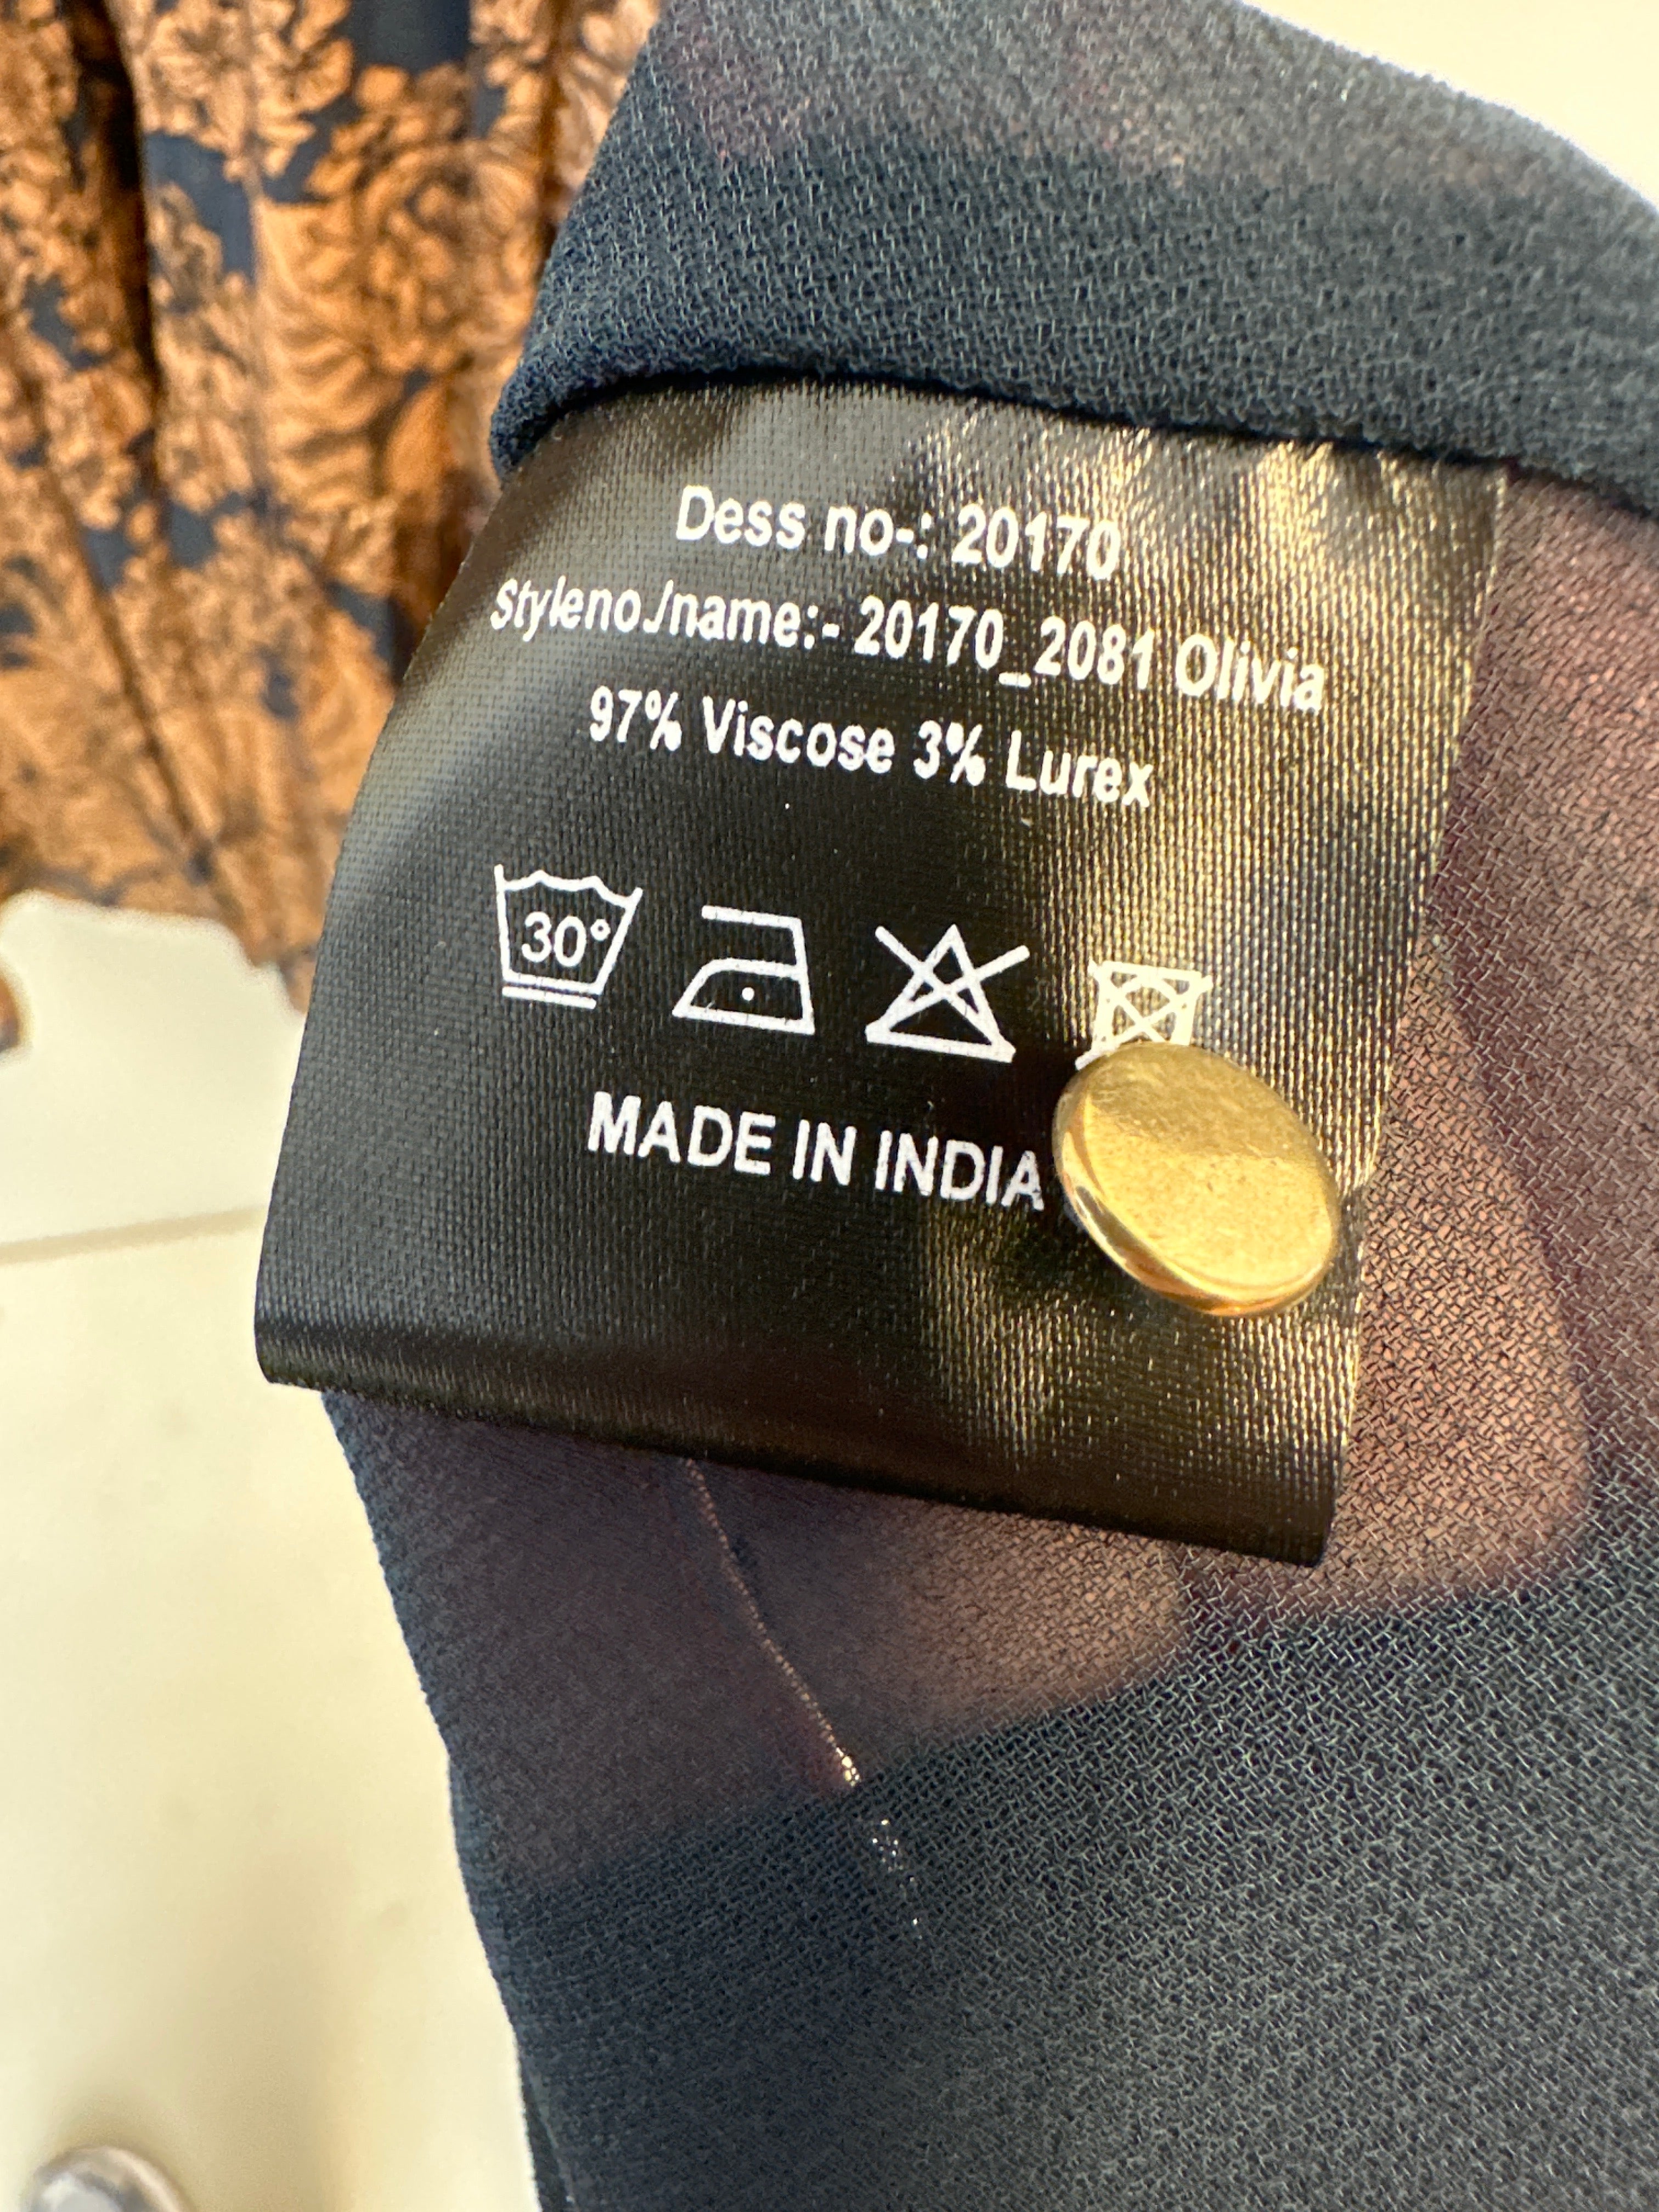 Dess no-: 20170
Styleno./name:- 20170_2081 Olivia
97% Viscose 3% Lurex
30°
MADE IN INDIA